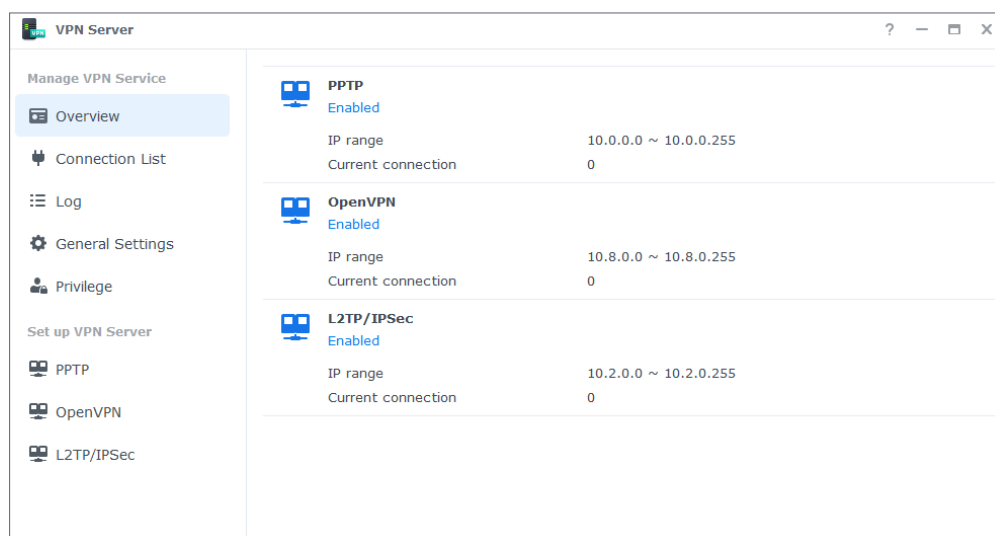 VPN Server
?
Manage VPN Service
Overview
Connection List
Log
General Settings
Privilege
Set up VPN Server
PPTP
OpenVPN
L2TP/IPSec
PPTP
Enabled
IP range 10.0.0.0 ~ 10.0.0.255
Current connection 0
OpenVPN
Enabled
IP range 10.8.0.0 ~ 10.8.0.255
Current connection 0
L2TP/IPSec
Enabled
IP range 10.2.0.0 ~ 10.2.0.255
Current connection 0